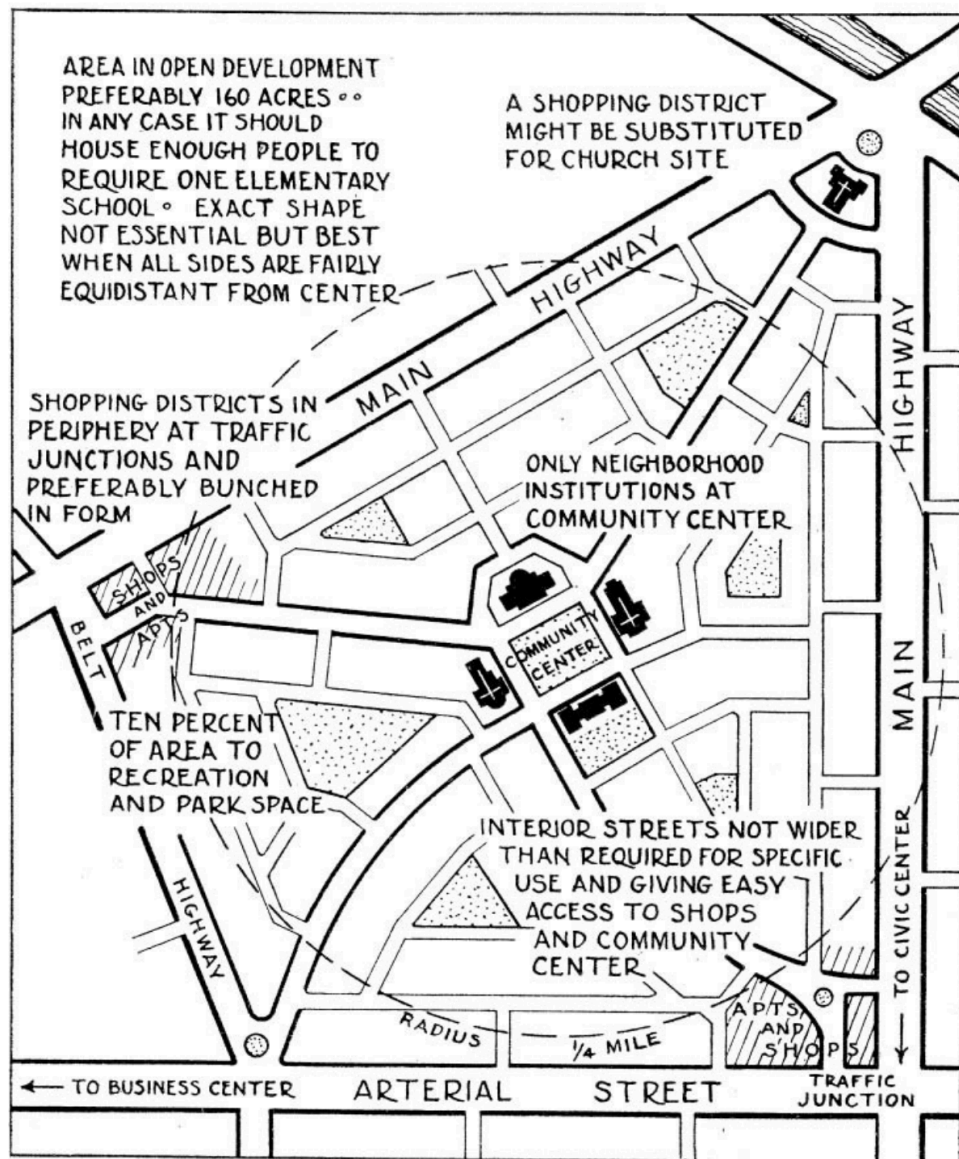 AREA IN OPEN DEVELOPMENT
PREFERABLY 160 ACRES
IN ANY CASE IT SHOULD
HOUSE ENOUGH PEOPLE TO
REQUIRE ONE ELEMENTARY
SCHOOL. EXACT SHAPE
NOT ESSENTIAL BUT BEST
WHEN ALL SIDES ARE FAIRLY
EQUIDISTANT FROM CENTER
A SHOPPING DISTRICT
MIGHT BE SUBSTITUTED
FOR CHURCH SITE
MAIN HIGHWAY
SHOPPING DISTRICTS IN
PERIPHERY AT TRAFFIC
JUNCTIONS AND
PREFERABLY BUNCHED
IN FORM
ONLY NEIGHBORHOOD
INSTITUTIONS AT
COMMUNITY CENTER
HIGHWAY
MAIN
SHOPS
AND
APTS
BELT
HIGHWAY
COMMUNITY
CENTER
TEN PERCENT
OF AREA TO
RECREATION
AND PARK SPACE
INTERIOR STREETS NOT WIDER
THAN REQUIRED FOR SPECIFIC
USE AND GIVING EASY
ACCESS TO SHOPS
AND COMMUNITY
CENTER
TO CIVIC CENTER
RADIUS
1/4 MILE
APTS
AND
SHOPS
← TO BUSINESS CENTER
ARTERIAL STREET
TRAFFIC
JUNCTION